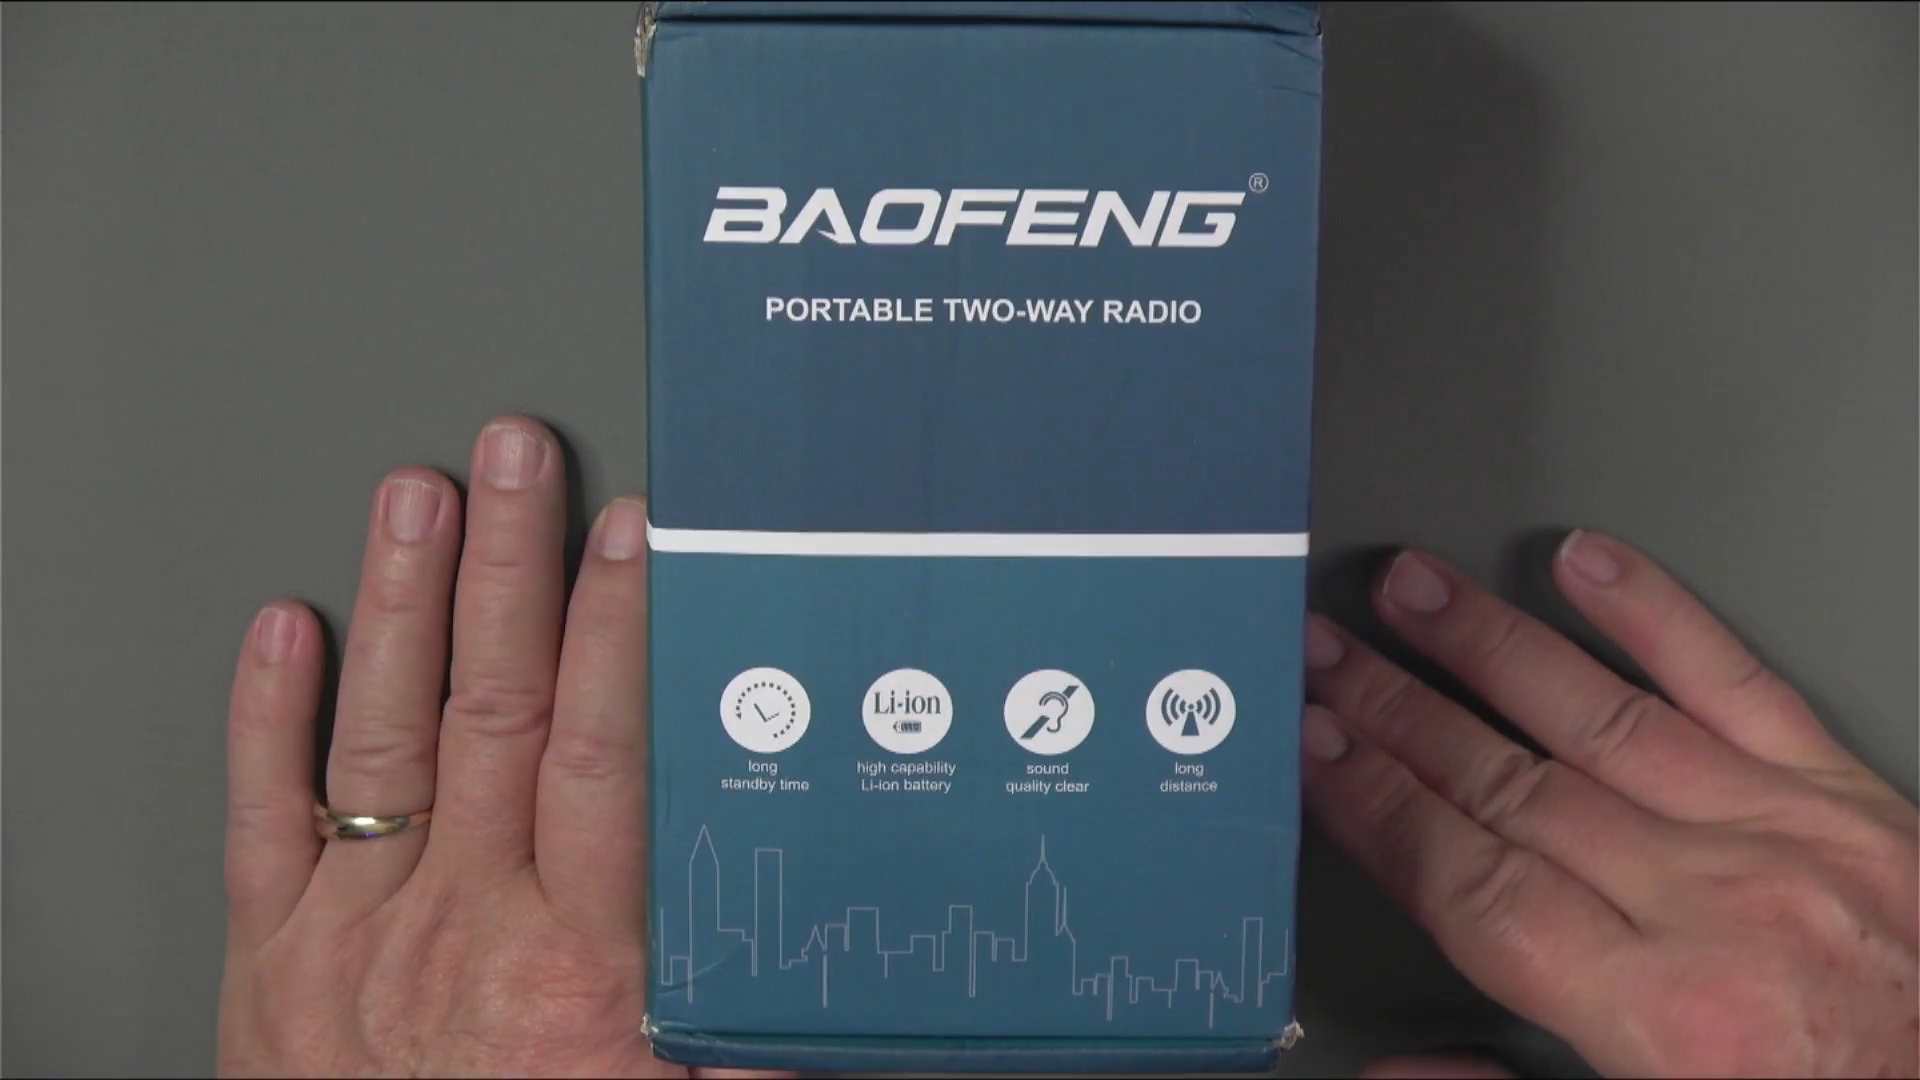 BAOFENG®
PORTABLE TWO-WAY RADIO
Li-ion
long
standby time
high capability
Li-ion battery
sound
quality clear
long
distance